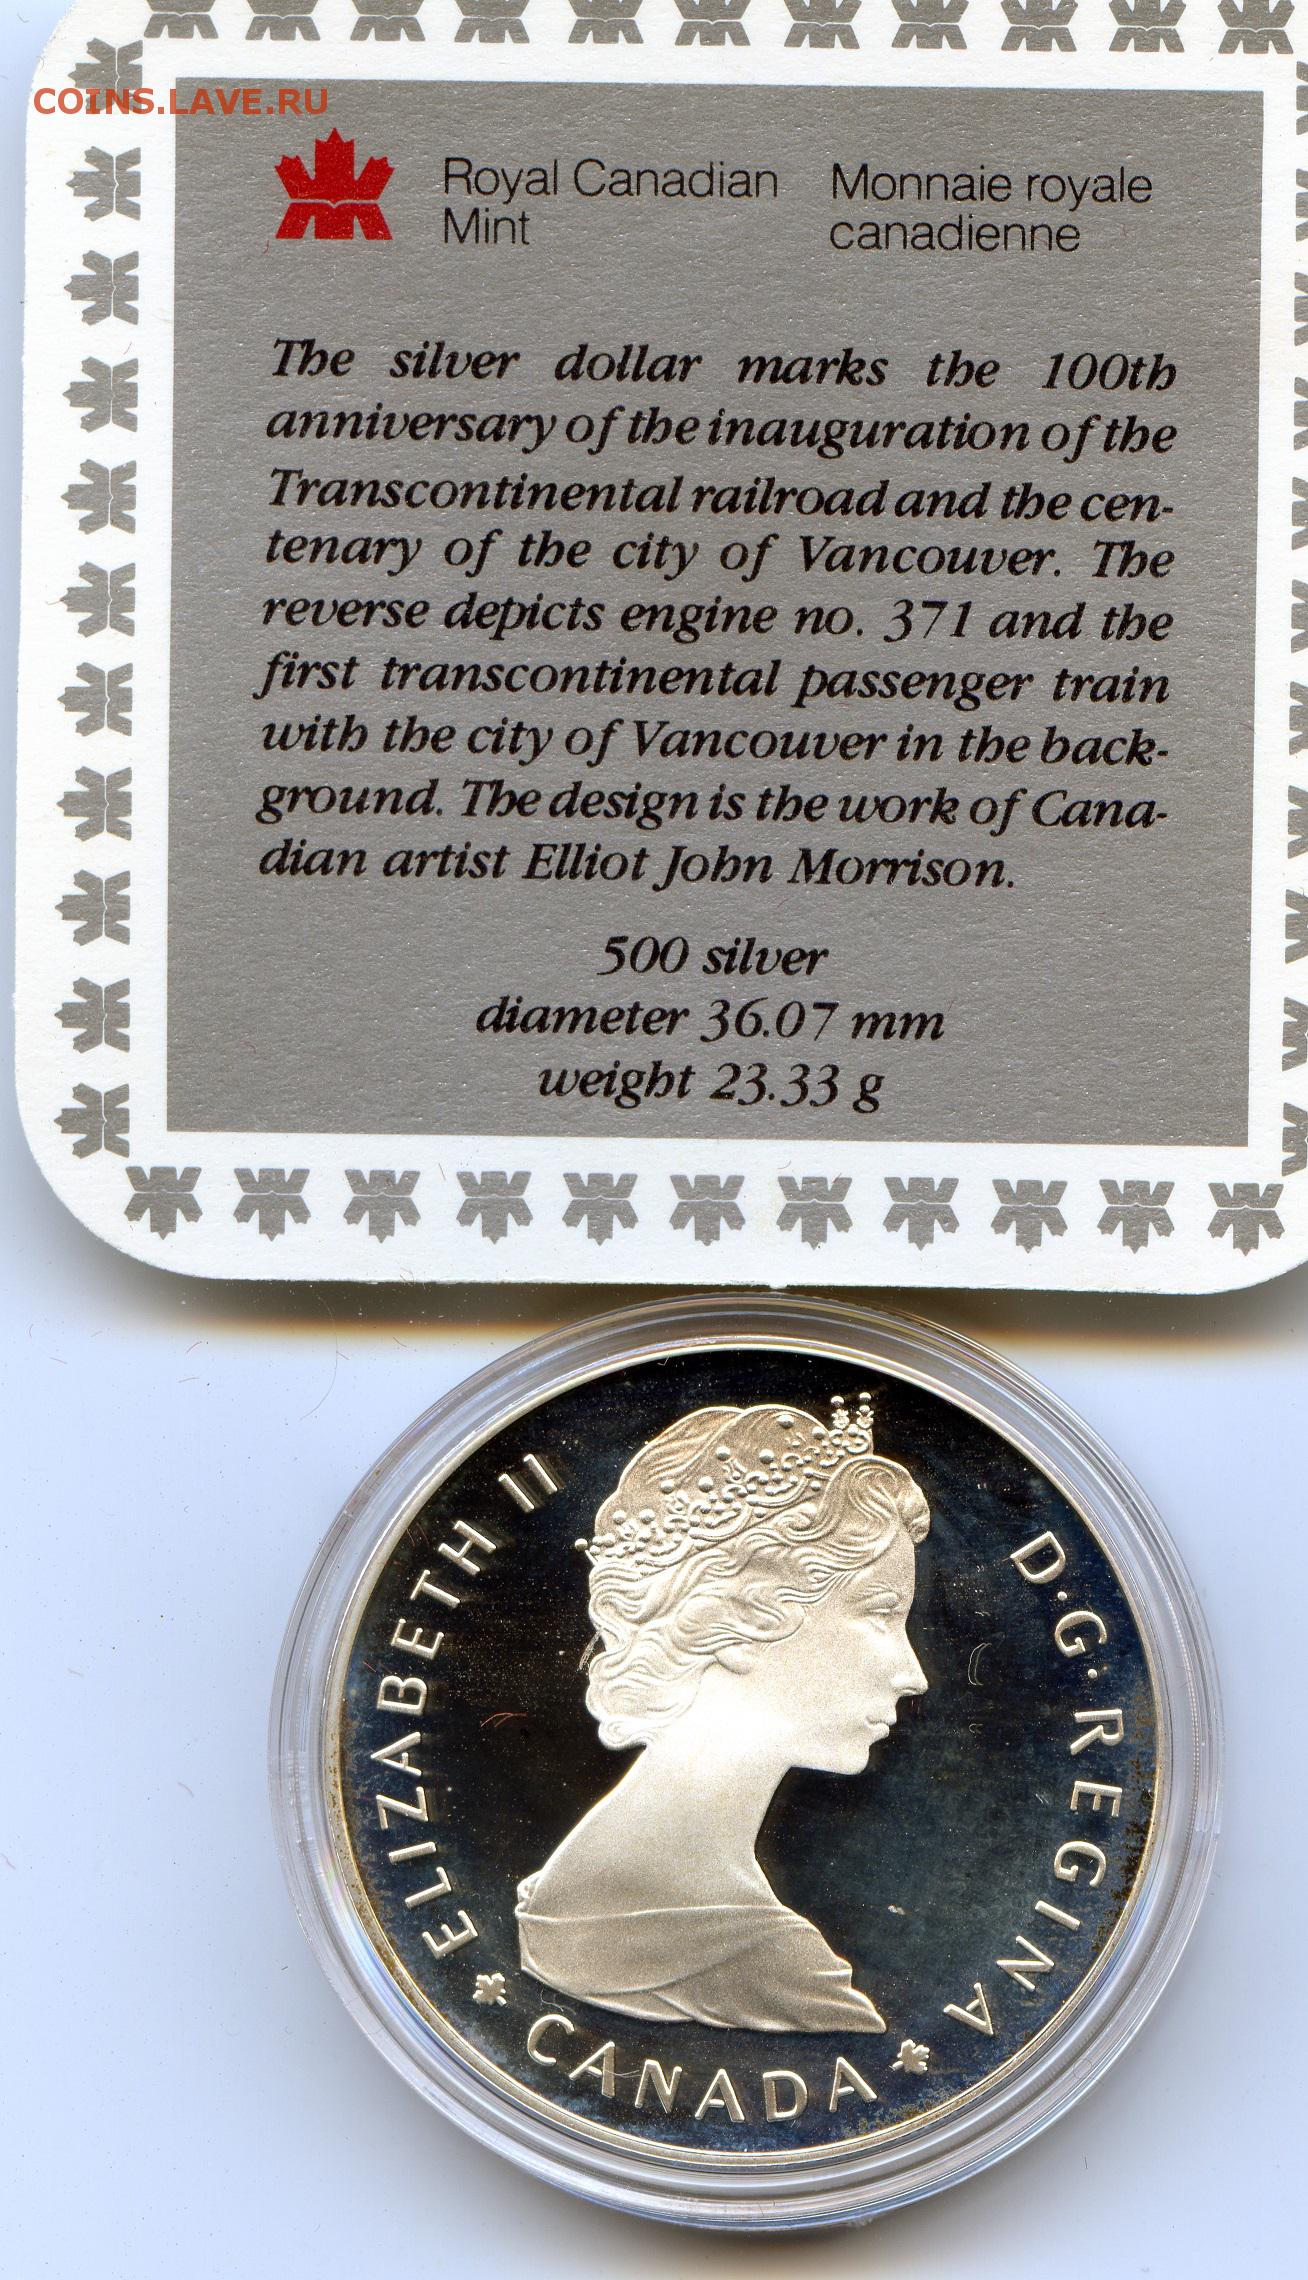 COINS.LAVE.RU
Royal Canadian
Mint
Monnaie royale
canadienne
The silver dollar marks the 100th
anniversary of the inauguration of the
Transcontinental railroad and the cen-
tenary of the city of Vancouver. The
reverse depicts engine no. 371 and the
first transcontinental passenger train
with the city of Vancouver in the back-
ground. The design is the work of Cana-
dian artist Elliot John Morrison.
500 silver
diameter 36.07 mm
weight 23.33 g
ELIZABETH II
D·G·REGINA
CANADA